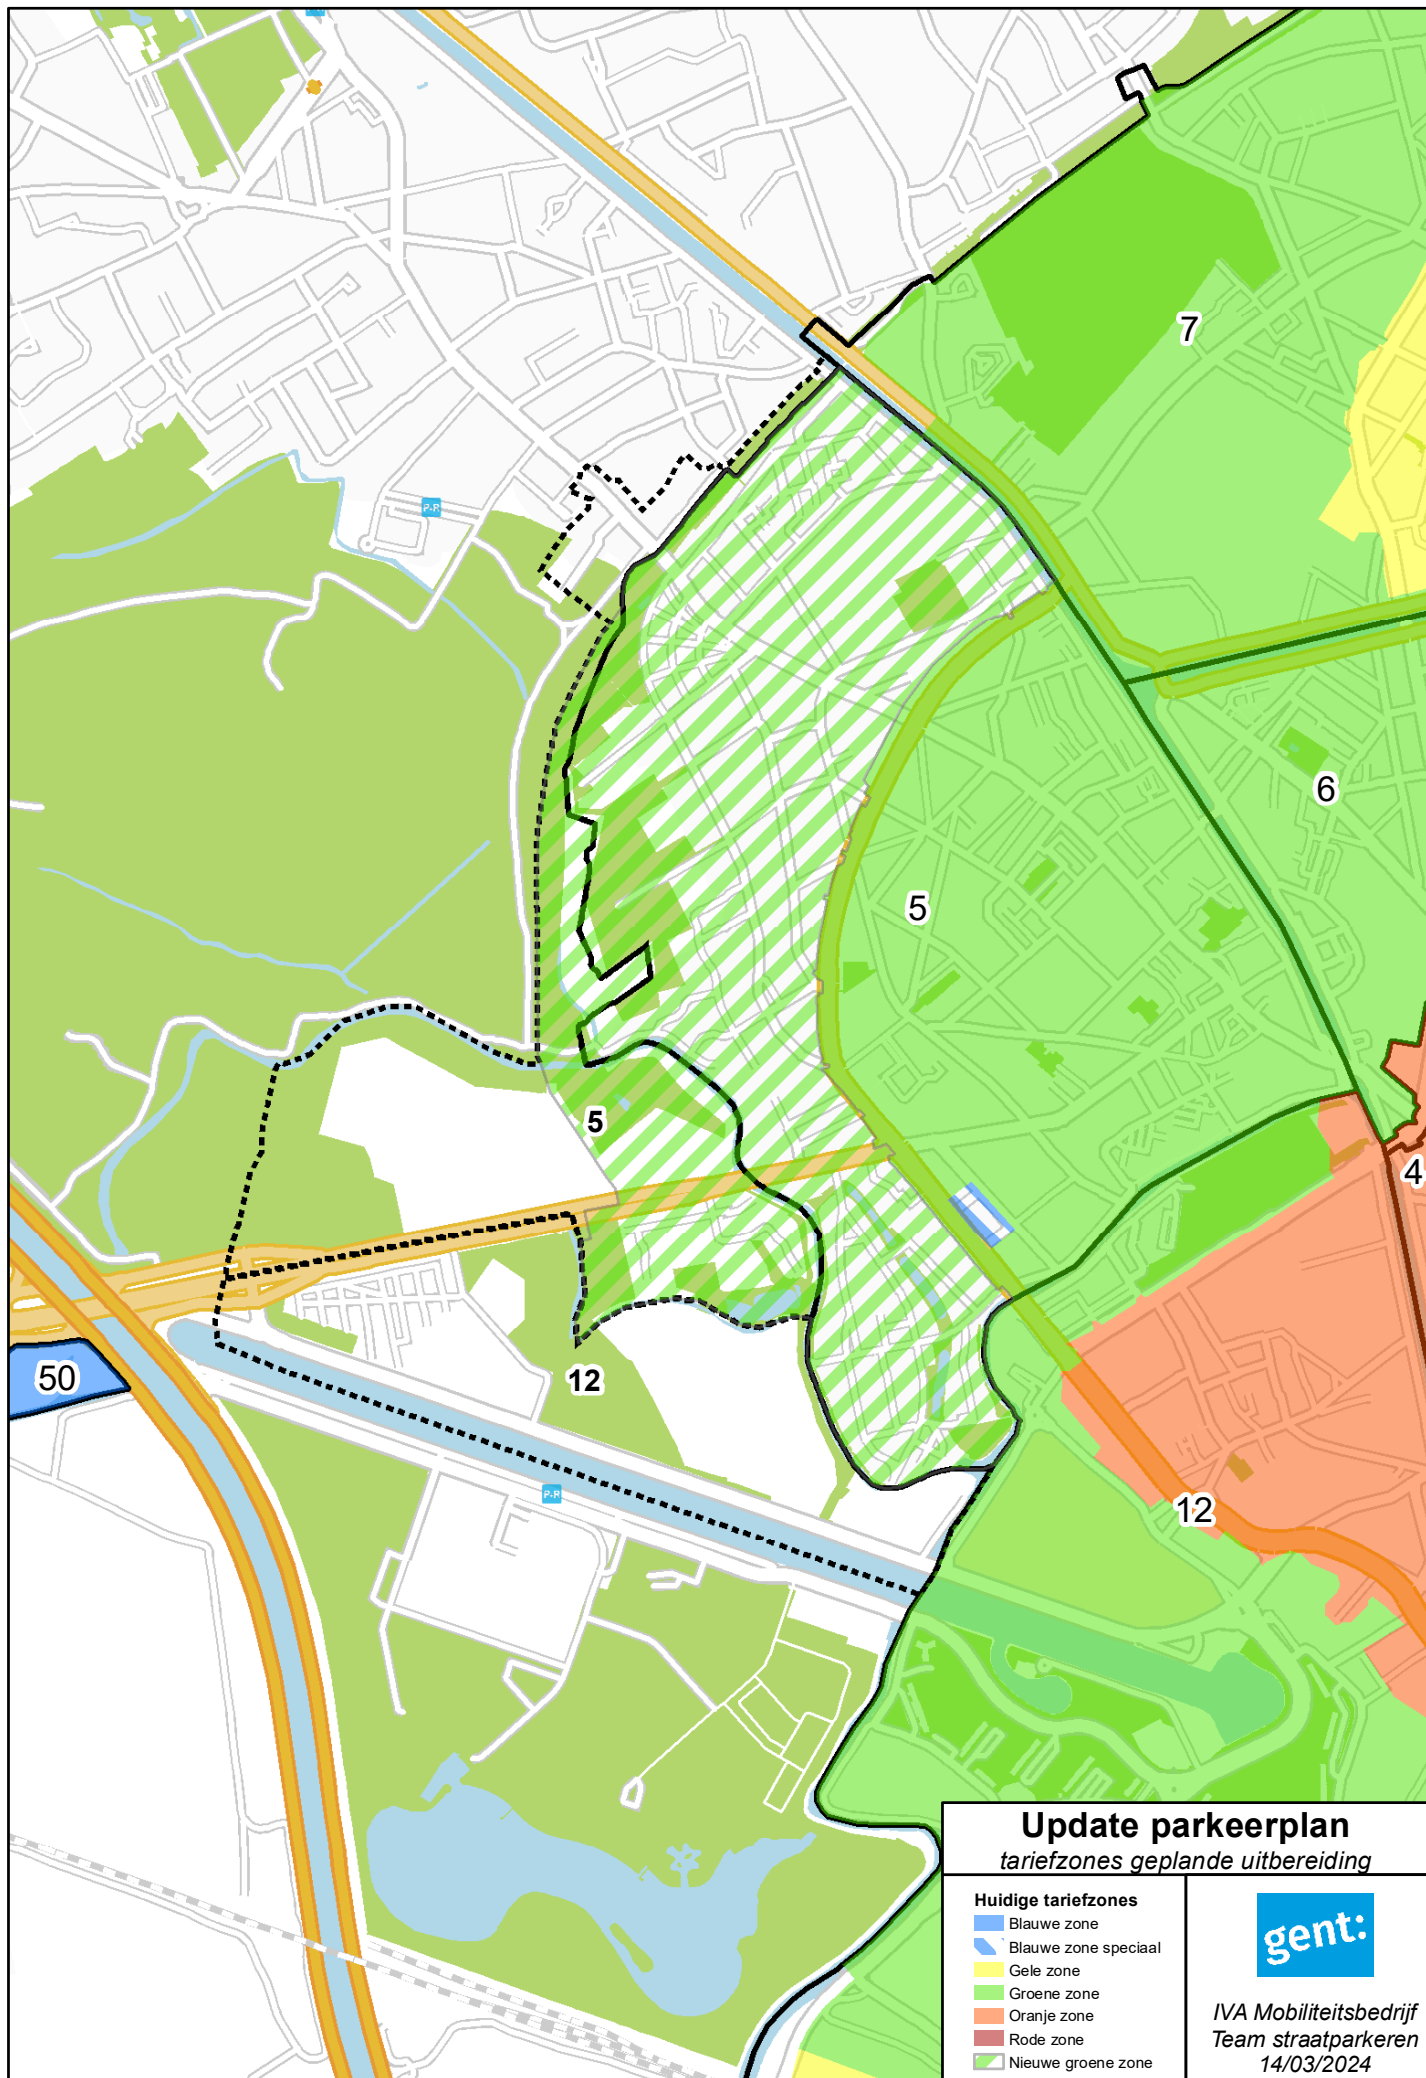 7
6
5
4
5
12
50
12
P+R
P+R
Update parkeerplan
tariefzones geplande uitbereiding
Huidige tariefzones
Blauwe zone
Blauwe zone speciaal
Gele zone
Groene zone
Oranje zone
Rode zone
Nieuwe groene zone
gent:
IVA Mobiliteitsbedrijf
Team straatparkeren
14/03/2024